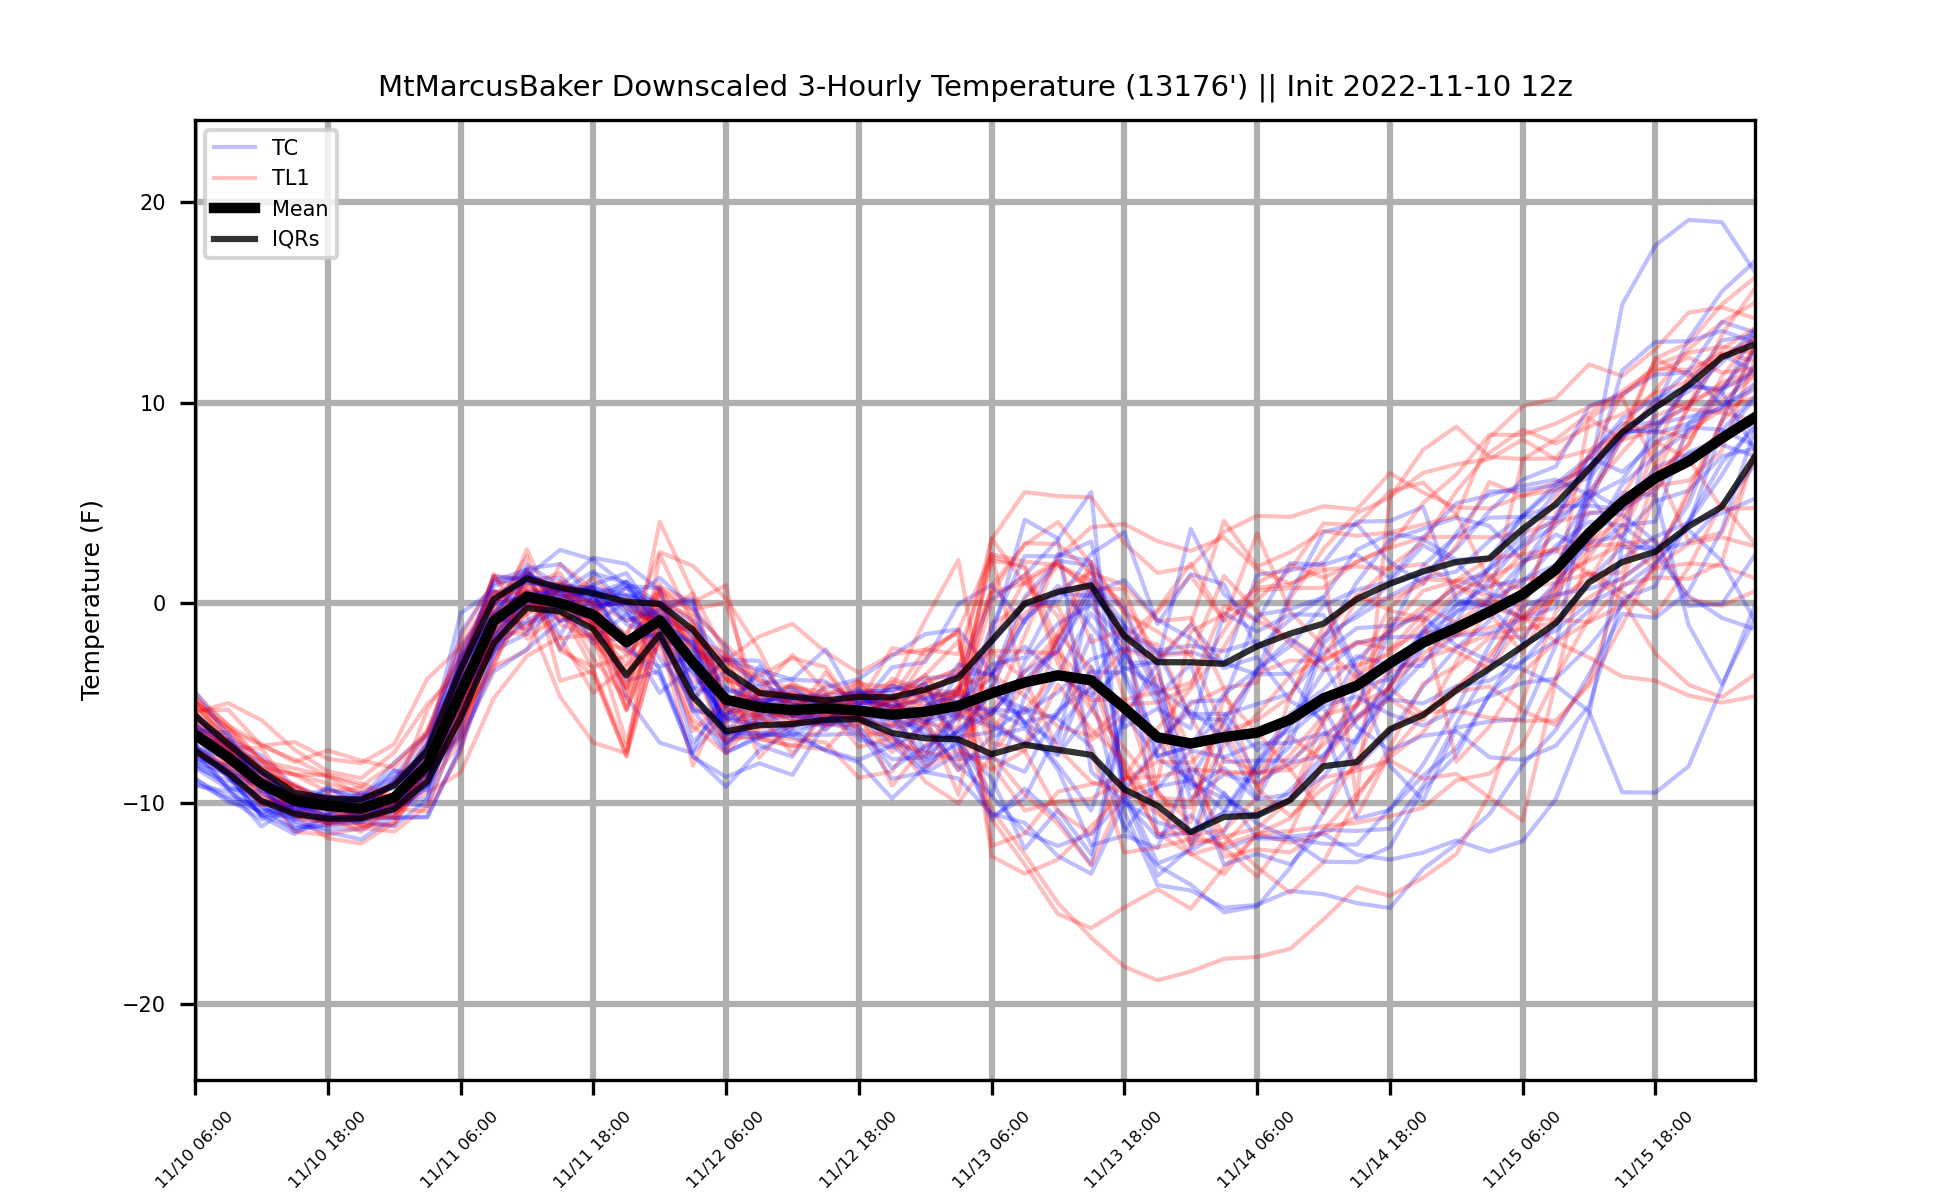 MtMarcusBaker Downscaled 3-Hourly Temperature (13176') || Init 2022-11-10 12z
TC
TL1
Mean
IQRs
Temperature (F)
20
10
0
−10
−20
11/10 06:00
11/10 18:00
11/11 06:00
11/11 18:00
11/12 06:00
11/12 18:00
11/13 06:00
11/13 18:00
11/14 06:00
11/14 18:00
11/15 06:00
11/15 18:00